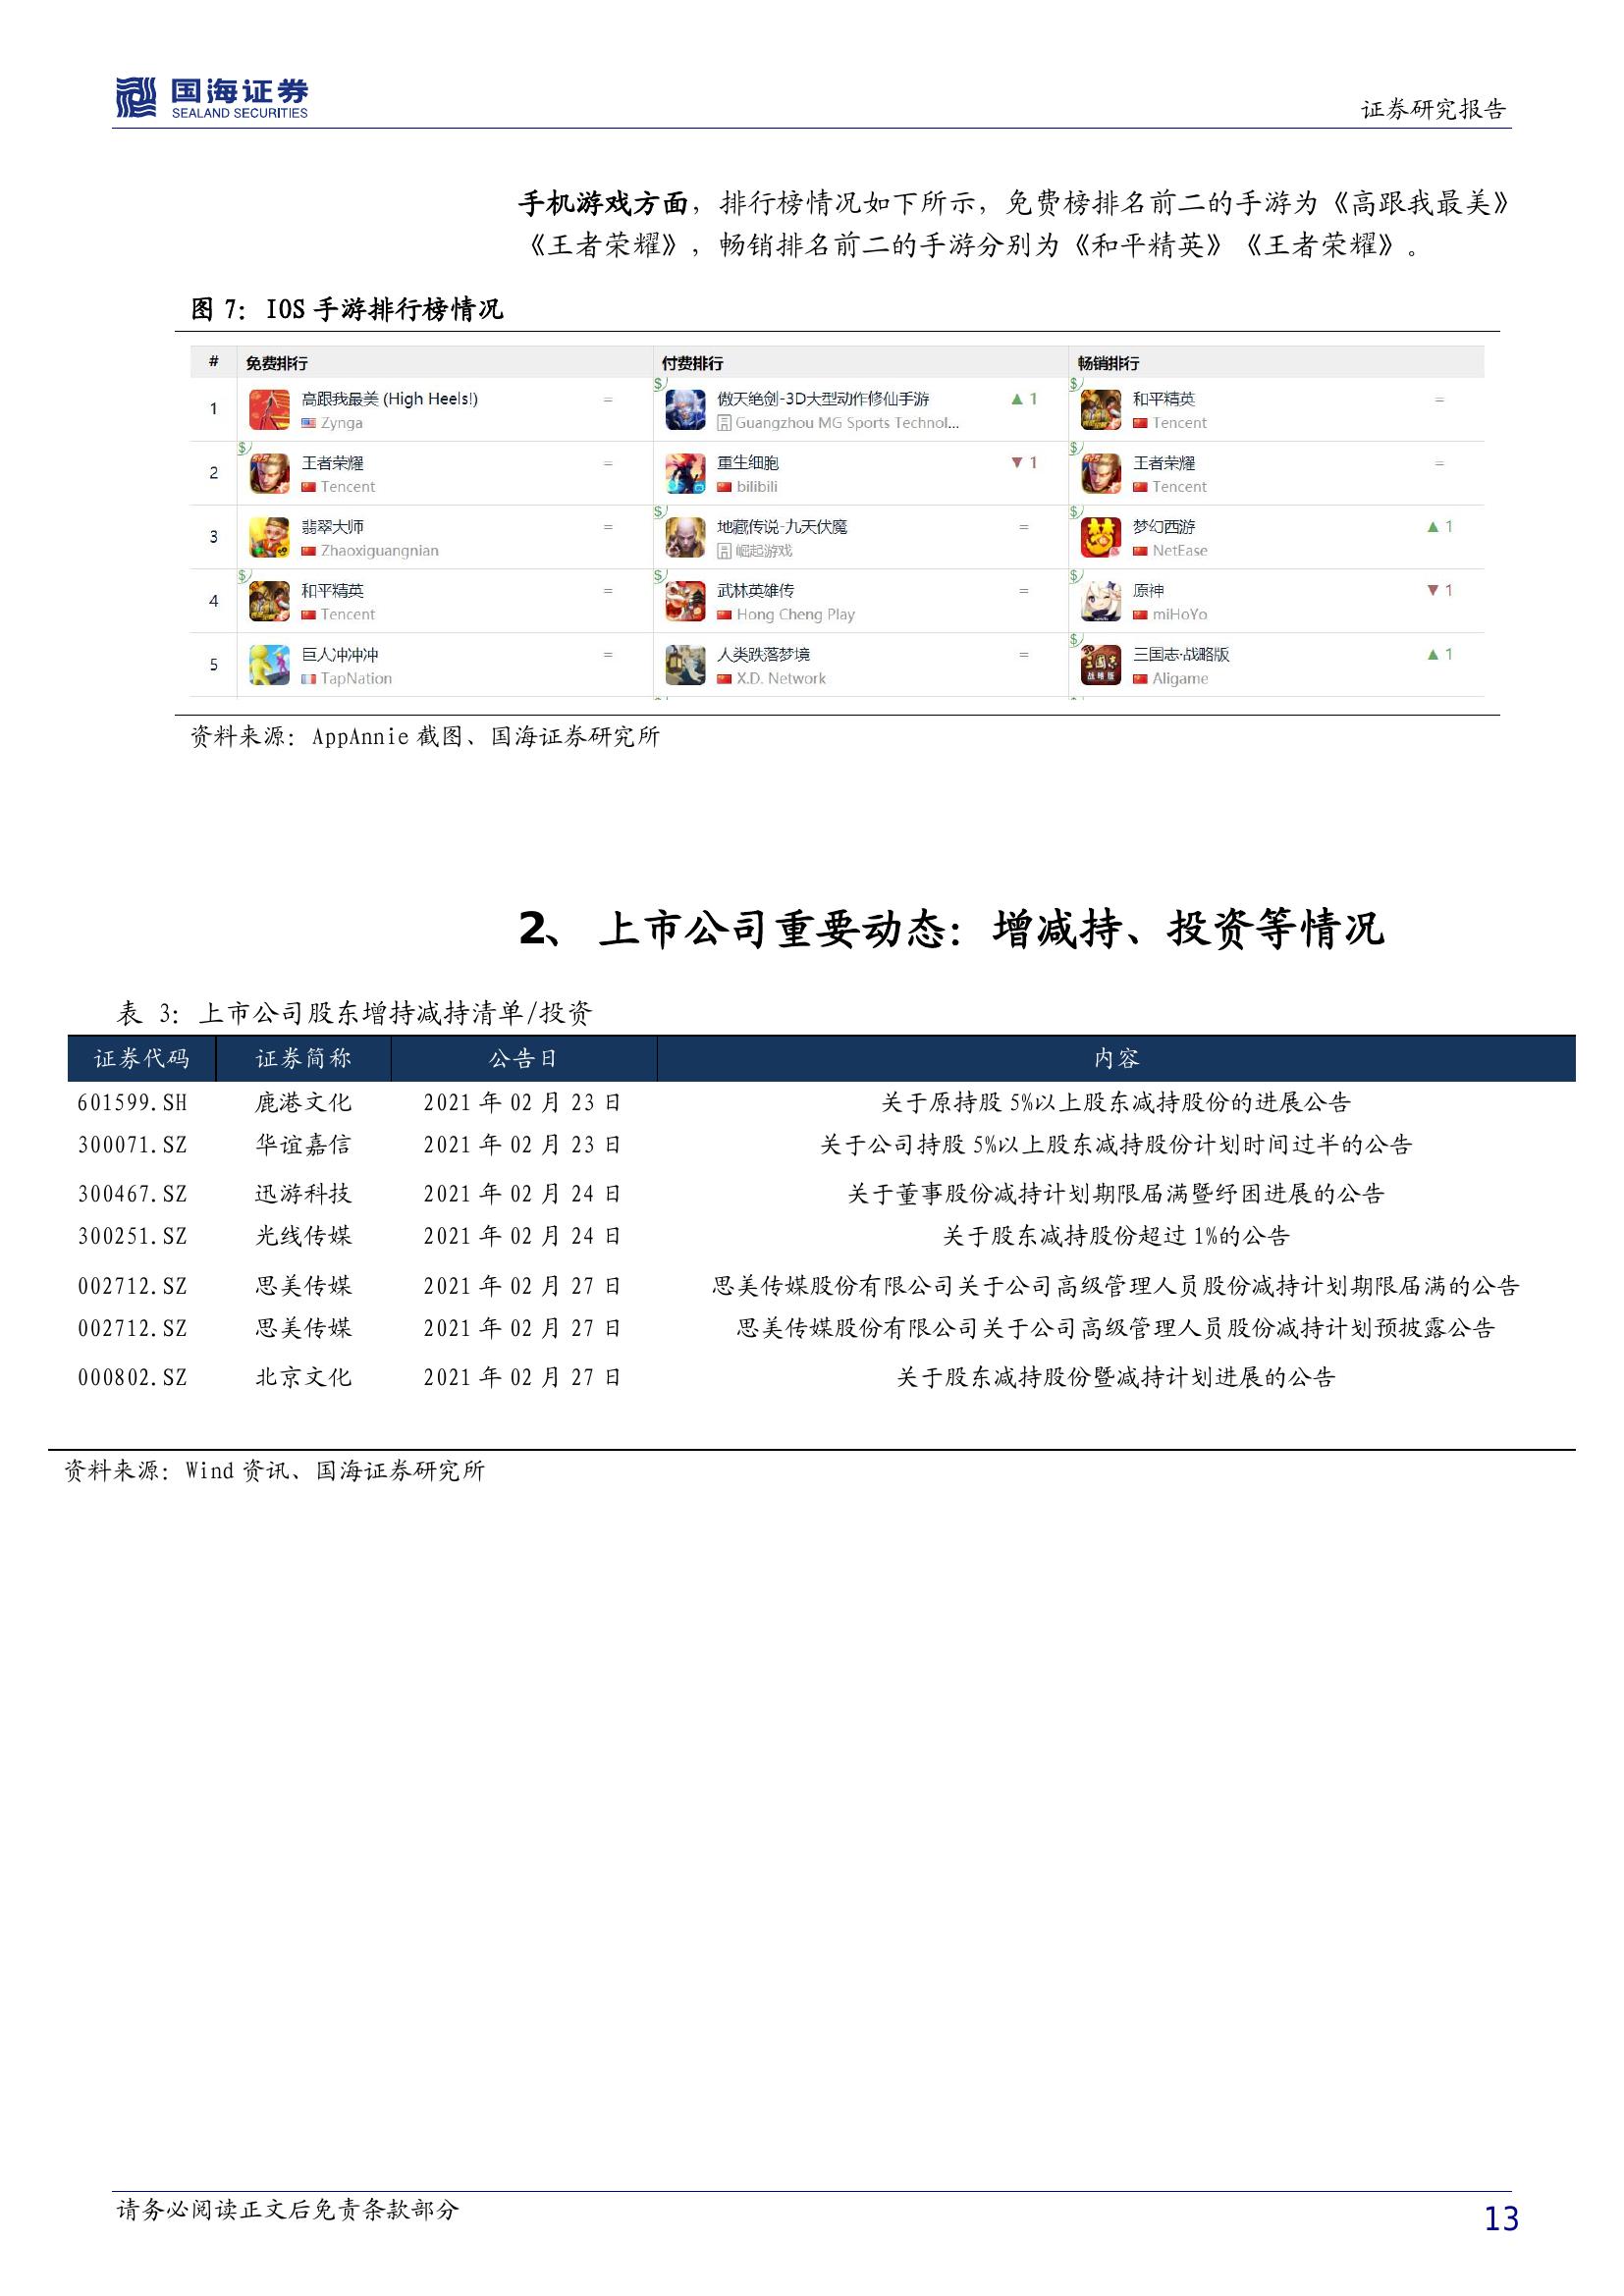 国海证券
SEALAND SECURITIES
证券研究报告
手机游戏方面，排行榜情况如下所示，免费榜排名前二的手游为《高跟我最美》
《王者荣耀》，畅销排名前二的手游分别为《和平精英》《王者荣耀》。
图 7：IOS 手游排行榜情况
# 免费排行 付费排行 畅销排行
1 高跟我最美 (High Heels!) = $ 傲天绝剑-3D大型动作修仙手游 ▲ 1 $ 和平精英 =
Zynga Guangzhou MG Sports Technol... Tencent
2 $ 王者荣耀 = 重生细胞 ▼ 1 $ 王者荣耀 =
Tencent bilibili Tencent
3 翡翠大师 = $ 地藏传说-九天伏魔 = $ 梦幻西游 ▲ 1
Zhaoxiguangnian 崛起游戏 NetEase
4 $ 和平精英 = $ 武林英雄传 = $ 原神 ▼ 1
Tencent Hong Cheng Play miHoYo
5 巨人冲冲冲 = 人类跌落梦境 = $ 三国志·战略版 ▲ 1
TapNation X.D. Network Aligame
资料来源：AppAnnie 截图、国海证券研究所
2、 上市公司重要动态：增减持、投资等情况
表 3：上市公司股东增持减持清单/投资
证券代码 证券简称 公告日 内容
601599.SH 鹿港文化 2021 年 02 月 23 日 关于原持股 5%以上股东减持股份的进展公告
300071.SZ 华谊嘉信 2021 年 02 月 23 日 关于公司持股 5%以上股东减持股份计划时间过半的公告
300467.SZ 迅游科技 2021 年 02 月 24 日 关于董事股份减持计划期限届满暨纾困进展的公告
300251.SZ 光线传媒 2021 年 02 月 24 日 关于股东减持股份超过 1%的公告
002712.SZ 思美传媒 2021 年 02 月 27 日 思美传媒股份有限公司关于公司高级管理人员股份减持计划期限届满的公告
002712.SZ 思美传媒 2021 年 02 月 27 日 思美传媒股份有限公司关于公司高级管理人员股份减持计划预披露公告
000802.SZ 北京文化 2021 年 02 月 27 日 关于股东减持股份暨减持计划进展的公告
资料来源：Wind 资讯、国海证券研究所
请务必阅读正文后免责条款部分
13